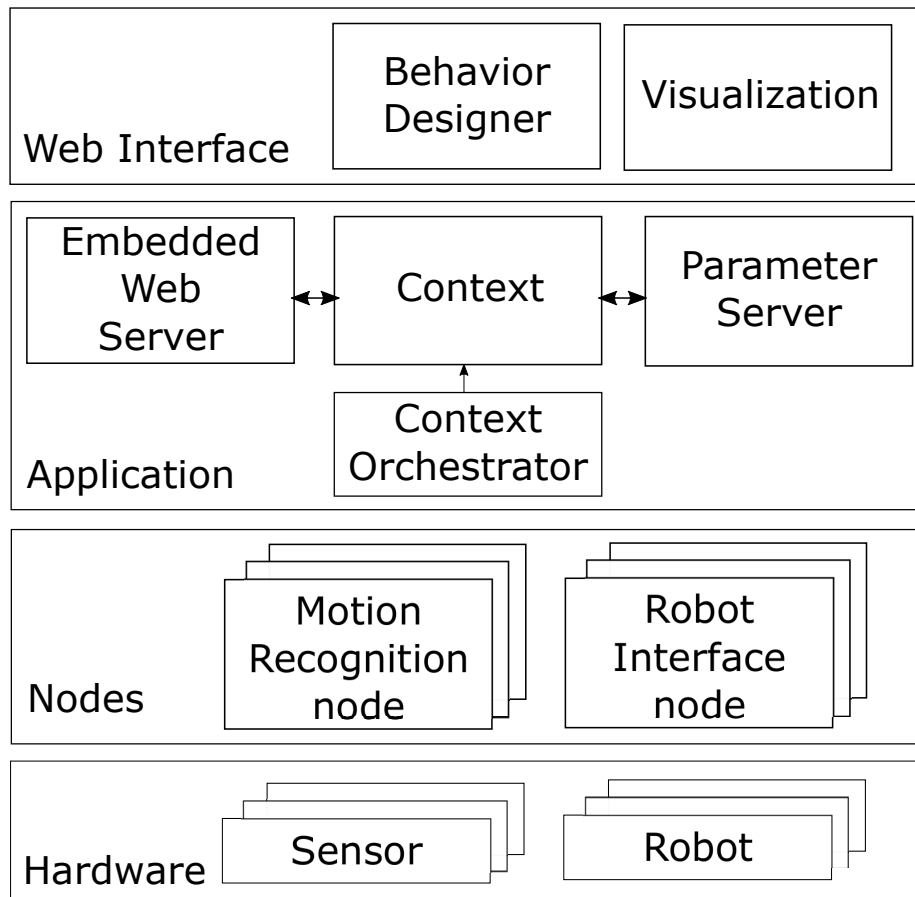 Behavior
Designer
Visualization
Web Interface
Embedded
Web
Server
Context
Parameter
Server
Context
Orchestrator
Application
Motion
Recognition
node
Robot
Interface
node
Nodes
Sensor
Robot
Hardware